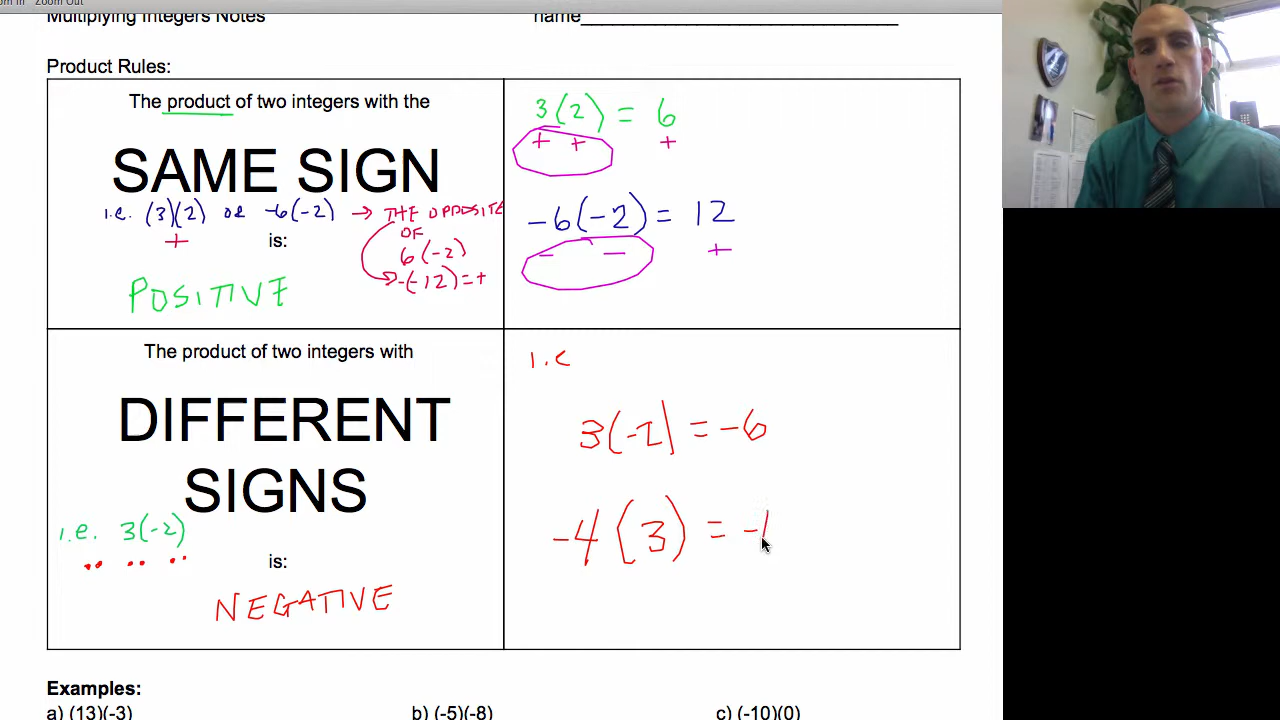 Zoom Out
Multiplying Integers Notes name
Product Rules:
The product of two integers with the
SAME SIGN
i.e. (3)(2) or -6(-2) → THE OPPOSITE
OF
6(-2)
-(-12)=+
+
is:
POSITIVE
3(2) = 6
+ + +
-6(-2) = 12
- - +
The product of two integers with
DIFFERENT
SIGNS
i.e. 3(-2)
is:
NEGATIVE
i.e
3(-2) = -6
-4(3) = -1
Examples:
a) (13)(-3) b) (-5)(-8) c) (-10)(0)